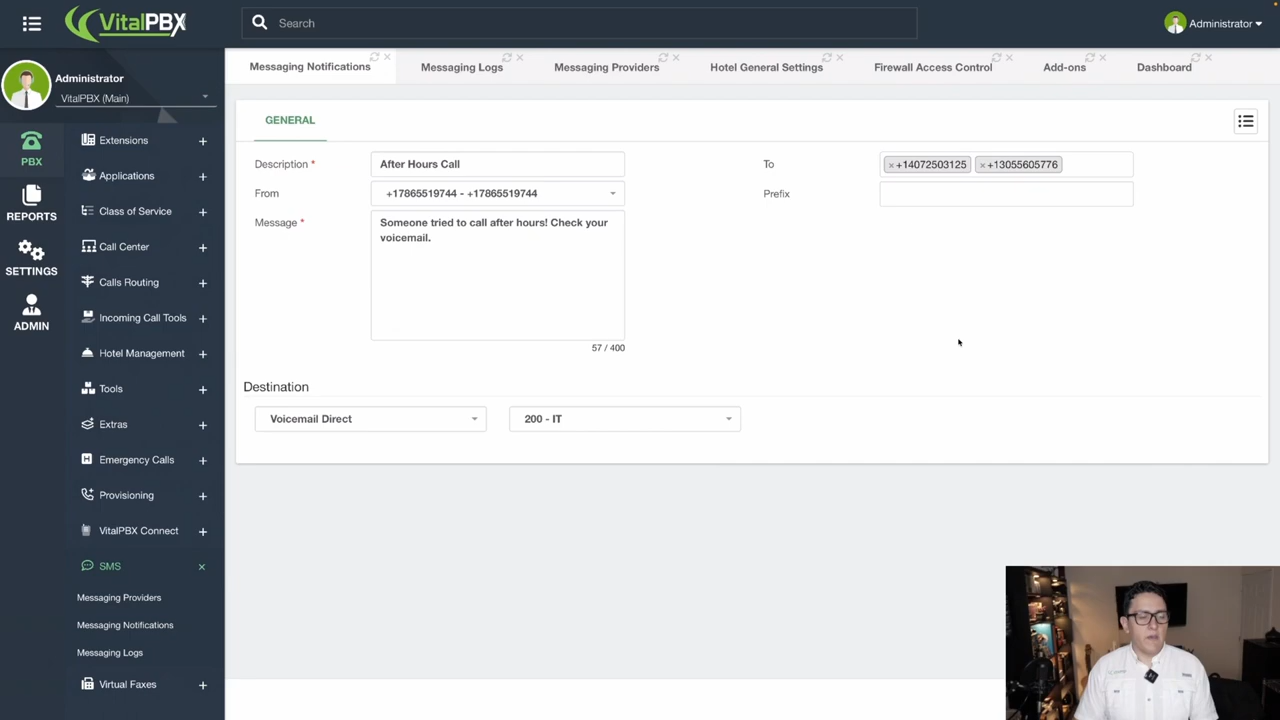 VitalPBX
Search
Administrator
Administrator
VitalPBX (Main)
PBX
REPORTS
SETTINGS
ADMIN
Extensions
Applications
Class of Service
Call Center
Calls Routing
Incoming Call Tools
Hotel Management
Tools
Extras
Emergency Calls
Provisioning
VitalPBX Connect
SMS
Messaging Providers
Messaging Notifications
Messaging Logs
Virtual Faxes
Messaging Notifications
Messaging Logs
Messaging Providers
Hotel General Settings
Firewall Access Control
Add-ons
Dashboard
GENERAL
Description *
After Hours Call
To
× +14072503125 × +13055605776
From
+17865519744 - +17865519744
Prefix
Message *
Someone tried to call after hours! Check your
voicemail.
57 / 400
Destination
Voicemail Direct
200 - IT